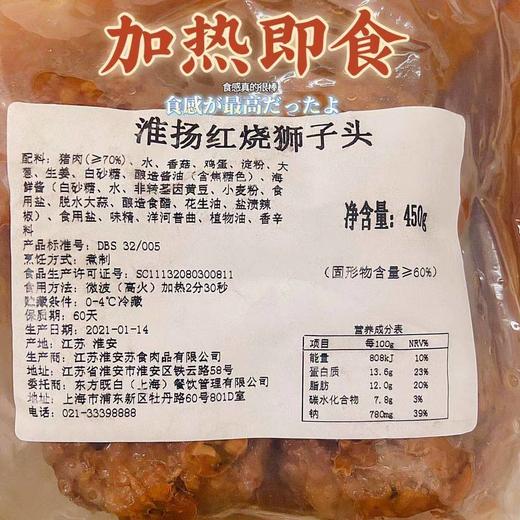 加热即食
食感真的很棒
食感が最高だったよ
淮扬红烧狮子头
配料：猪肉(≥70%)、水、香菇、鸡蛋、淀粉、大
葱、生姜、白砂糖、酿造酱油（含焦糖色）、海
鲜酱（白砂糖、水、非转基因黄豆、小麦粉、食
用盐、脱水大蒜、酿造食醋、花生油、盐渍辣
椒）、食用盐、味精、洋河普曲、植物油、香辛
料
净含量：450g
产品标准号：DBS 32/005
烹饪方式：煮制
食品生产许可证号：SC11132080300811
（固形物含量≥60%）
食用方法：微波（高火）加热2分30秒
贮藏条件：0-4℃冷藏
保质期：60天
生产日期：2021-01-14
产地：江苏 淮安
生产商：江苏淮安苏食肉品有限公司
地址：江苏省淮安市淮安区铁云路58号
委托商：东方既白（上海）餐饮管理有限公司
地址：上海市浦东新区牡丹路60号801D室
电话：021-33398888
营养成分表
项目 每100g NRV%
能量 808kJ 10%
蛋白质 13.6g 23%
脂肪 12.0g 20%
碳水化合物 7.8g 3%
钠 780mg 39%